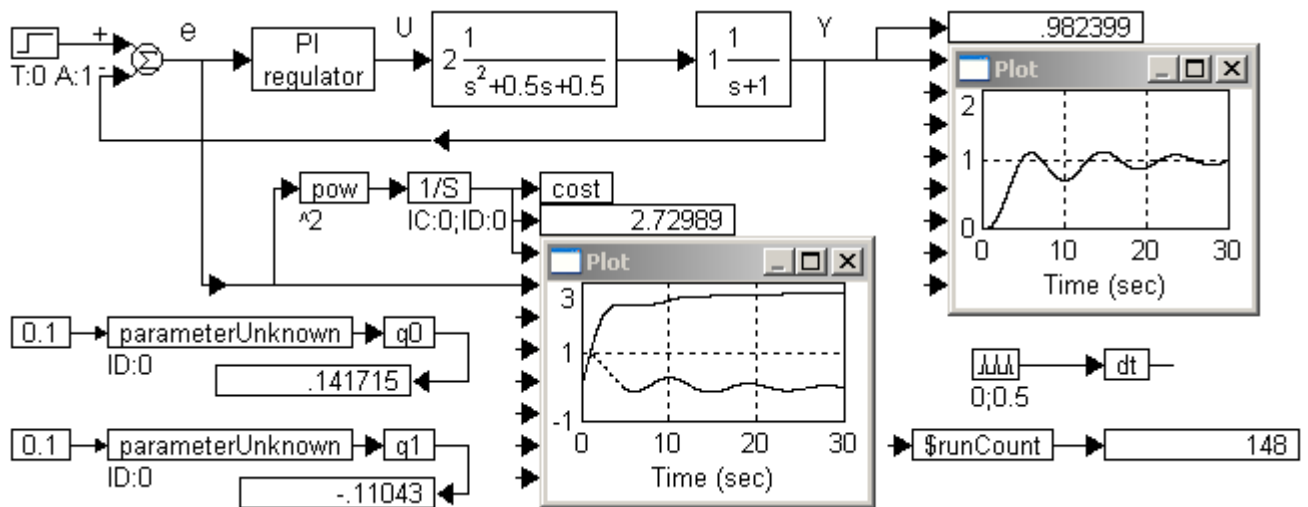 T:0 A:1
+
-
Σ
e
PI
regulator
U
2 1
s²+0.5s+0.5
1 1
s+1
Y
.982399
Plot
2
1
0
0 10 20 30
Time (sec)
pow
^2
1/S
IC:0;ID:0
cost
2.72989
Plot
3
1
-1
0 10 20 30
Time (sec)
0.1
parameterUnknown
ID:0
q0
.141715
0.1
parameterUnknown
ID:0
q1
-.11043
dt
0;0.5
$runCount
148